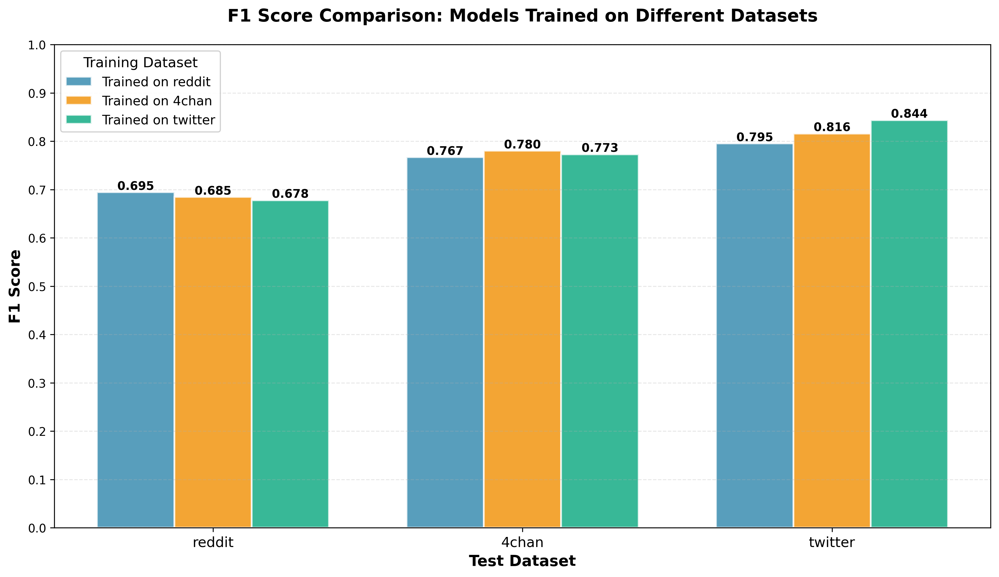 F1 Score Comparison: Models Trained on Different Datasets
1.0
0.9
0.8
0.7
0.6
0.5
0.4
0.3
0.2
0.1
0.0
F1 Score
Training Dataset
Trained on reddit
Trained on 4chan
Trained on twitter
0.695
0.685
0.678
0.767
0.780
0.773
0.795
0.816
0.844
reddit
4chan
twitter
Test Dataset